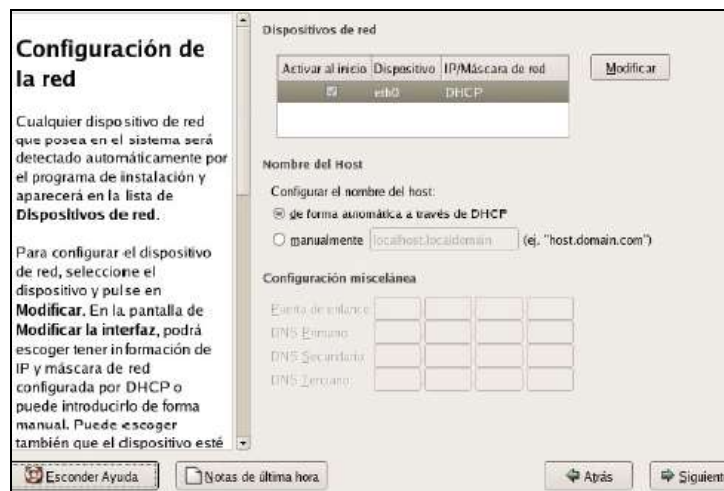 Configuración de
la red
Cualquier dispositivo de red
que posea en el sistema será
detectado automáticamente por
el programa de instalación y
aparecerá en la lista de
Dispositivos de red.
Para configurar el dispositivo
de red, seleccione el
dispositivo y pulse en
Modificar. En la pantalla de
Modificar la interfaz, podrá
escoger tener información de
IP y máscara de red
configurada por DHCP o
puede introducirlo de forma
manual. Puede escoger
también que el dispositivo esté
Dispositivos de red
Activar al inicio Dispositivo IP/Máscara de red
eth0 DHCP
Modificar
Nombre del Host
Configurar el nombre del host:
de forma automática a través de DHCP
manualmente localhost.localdomain (ej. "host.domain.com")
Configuración miscelánea
Puerta de enlace:
DNS Primario:
DNS Secundario:
DNS Terciario:
Esconder Ayuda
Notas de última hora
Atrás
Siguient